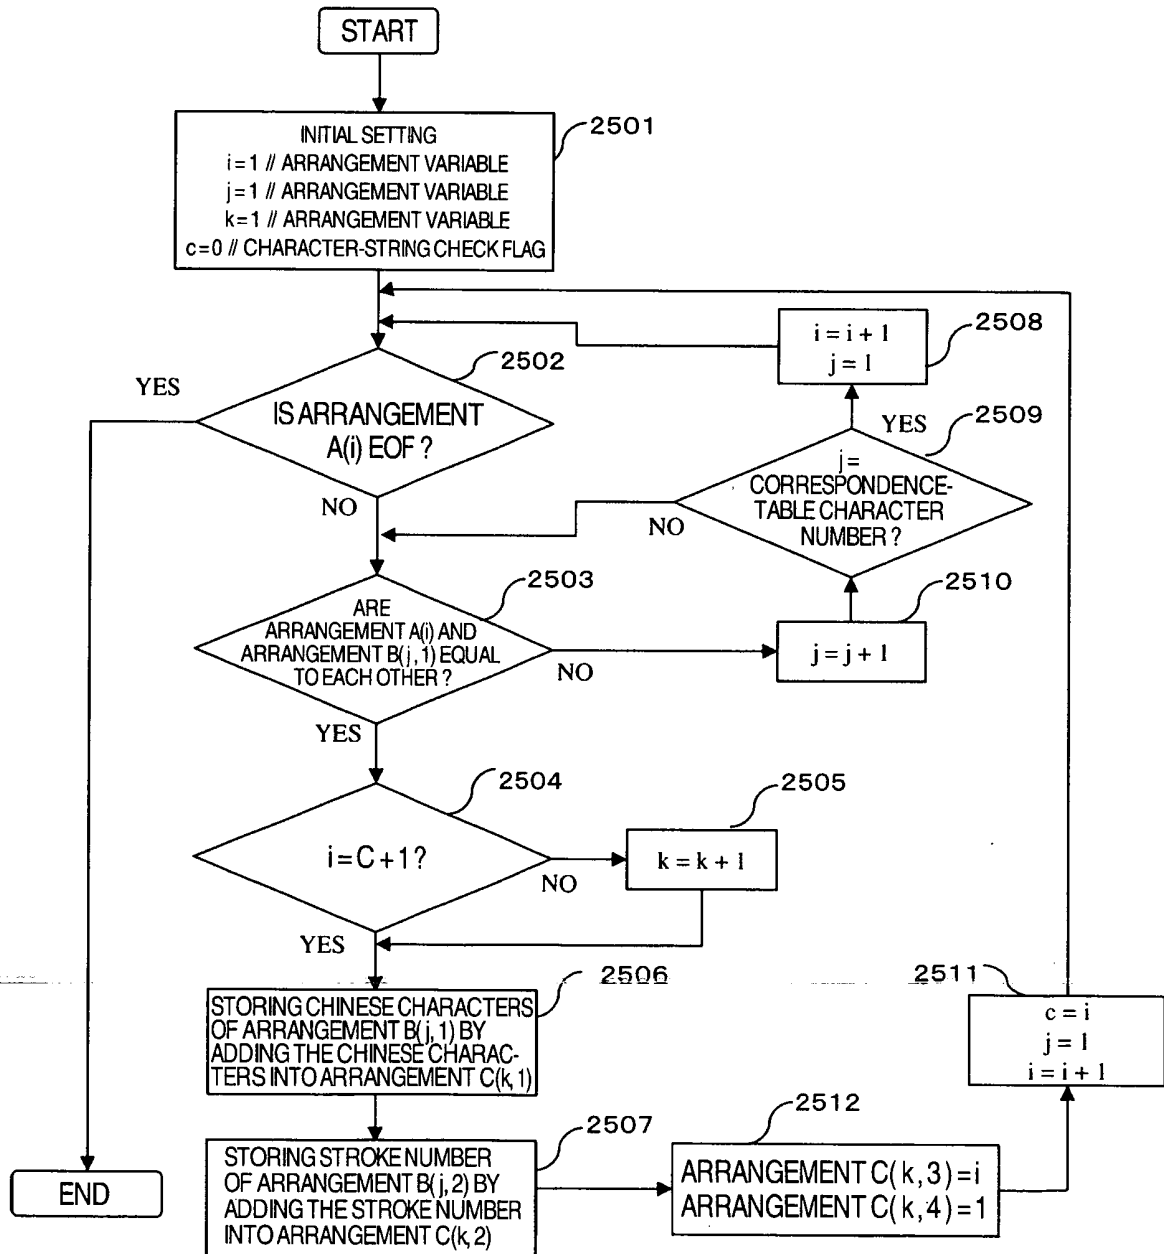 START
2501
INITIAL SETTING
i=1 // ARRANGEMENT VARIABLE
j=1 // ARRANGEMENT VARIABLE
k=1 // ARRANGEMENT VARIABLE
c=0 // CHARACTER-STRING CHECK FLAG
2508
i = i + 1
j = 1
2502
YES
IS ARRANGEMENT
A(i) EOF ?
NO
2509
YES
j =
CORRESPONDENCE-
TABLE CHARACTER
NUMBER ?
NO
2503
ARE
ARRANGEMENT A(i) AND
ARRANGEMENT B(j, 1) EQUAL
TO EACH OTHER ?
NO
YES
2510
j = j + 1
2504
i = C + 1?
NO
YES
2505
k = k + 1
2506
STORING CHINESE CHARACTERS
OF ARRANGEMENT B(j, 1) BY
ADDING THE CHINESE CHARAC-
TERS INTO ARRANGEMENT C(k, 1)
2511
c = i
j = 1
i = i + 1
2507
STORING STROKE NUMBER
OF ARRANGEMENT B(j, 2) BY
ADDING THE STROKE NUMBER
INTO ARRANGEMENT C(k, 2)
2512
ARRANGEMENT C(k, 3) = i
ARRANGEMENT C(k, 4) = 1
END